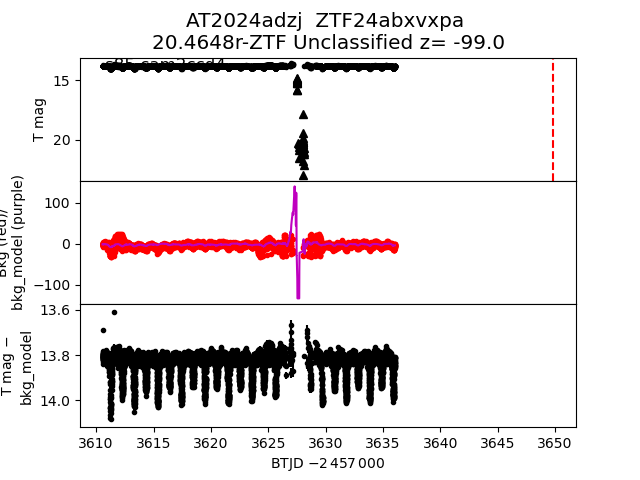 AT2024adzj ZTF24abxvxpa
20.4648r-ZTF Unclassified z= -99.0
15
20
T mag
100
0
−100
Bkg (red)/
bkg_model (purple)
13.6
13.8
14.0
T mag −
bkg_model
3610
3615
3620
3625
3630
3635
3640
3645
3650
BTJD −2 457 000